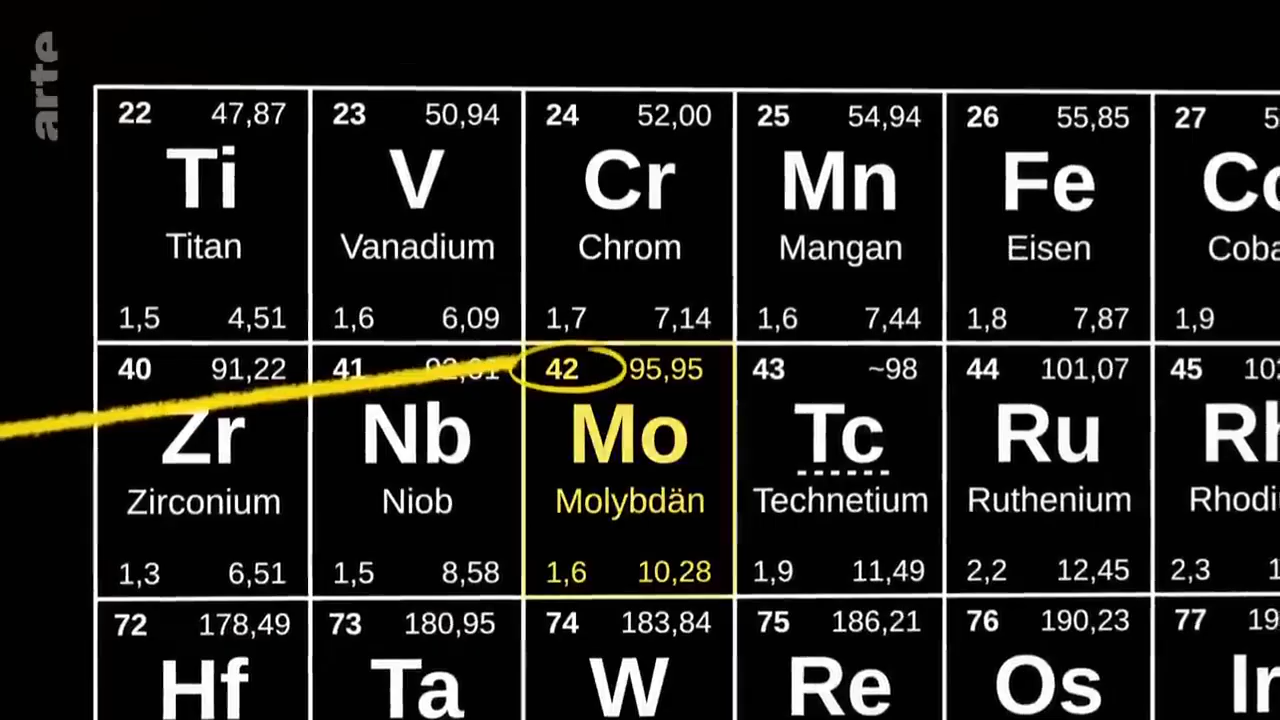 arte
22 47,87 23 50,94 24 52,00 25 54,94 26 55,85 27
Ti V Cr Mn Fe
Titan Vanadium Chrom Mangan Eisen
1,5 4,51 1,6 6,09 1,7 7,14 1,6 7,44 1,8 7,87 1,9
40 91,22 41 42 95,95 43 ~98 44 101,07 45
Zr Nb Mo Tc Ru
Zirconium Niob Molybdän Technetium Ruthenium
1,3 6,51 1,5 8,58 1,6 10,28 1,9 11,49 2,2 12,45 2,3
72 178,49 73 180,95 74 183,84 75 186,21 76 190,23 77
Hf Ta W Re Os